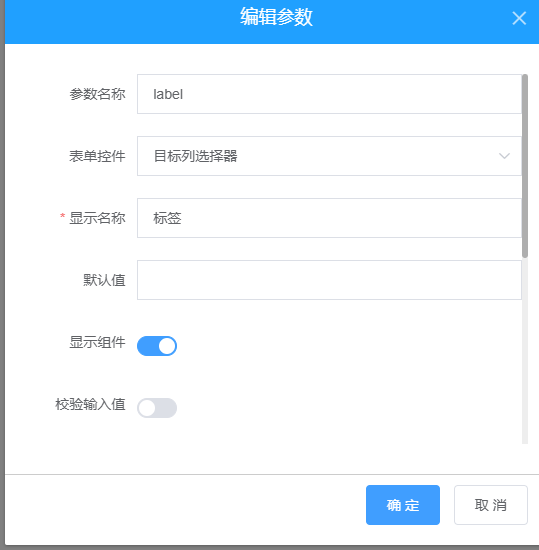 编辑参数
参数名称 label
表单控件 目标列选择器
* 显示名称 标签
默认值
显示组件
校验输入值
确 定 取 消